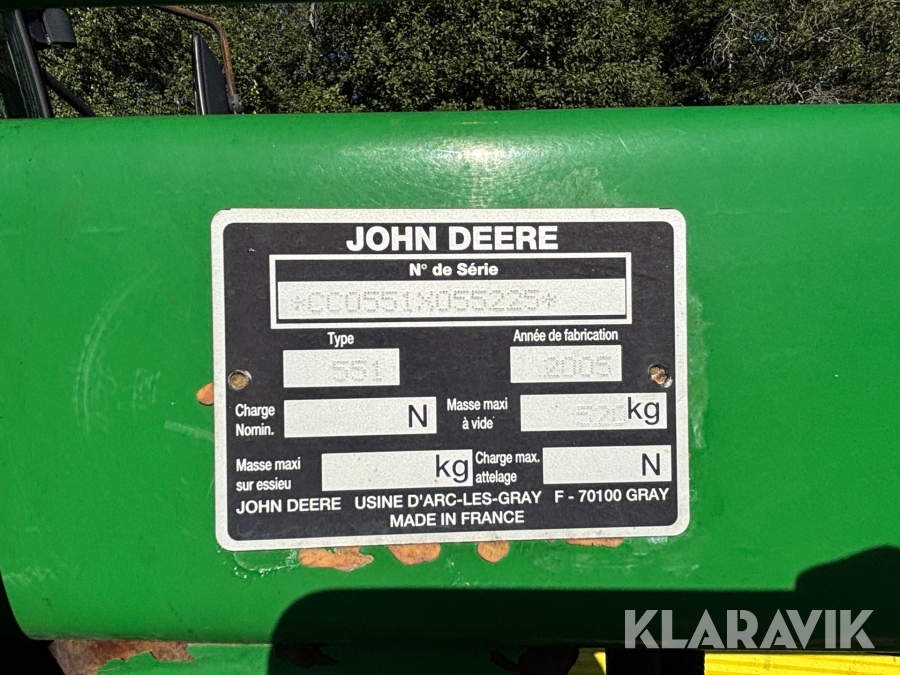 JOHN DEERE
N° de Série
*CC0551X055225*
Type
Année de fabrication
551
2005
Charge Nomin.
N
Masse maxi à vide
kg
Masse maxi sur essieu
kg
Charge max. attelage
N
JOHN DEERE USINE D'ARC-LES-GRAY F - 70100 GRAY
MADE IN FRANCE
KLARAVIK